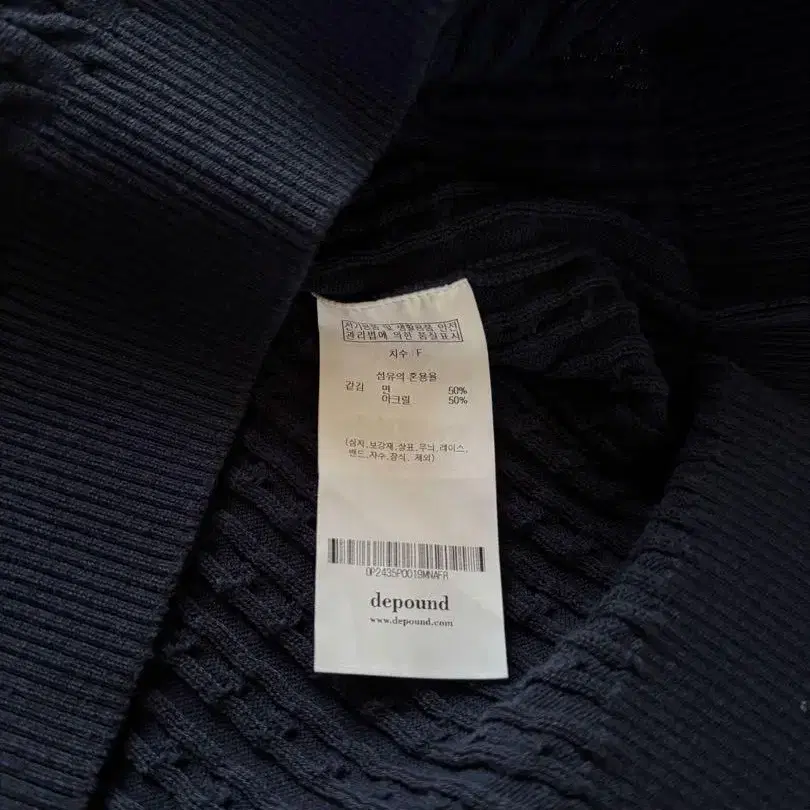 전기용품 및 생활용품 안전
관리법에 의한 품질표시
치수 F
섬유의 혼용율
겉감 면 50%
아크릴 50%
(심지,보강재,상표,무늬,레이스,
밴드,자수,장식, 제외)
DP2435P0019MNAFR
depound
www.depound.com